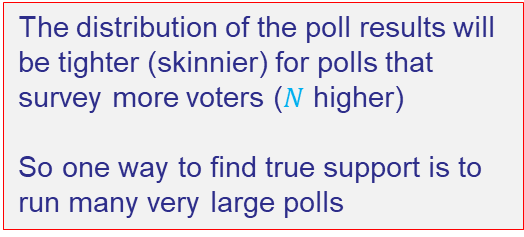 The distribution of the poll results will
be tighter (skinnier) for polls that
survey more voters (N higher)
So one way to find true support is to
run many very large polls